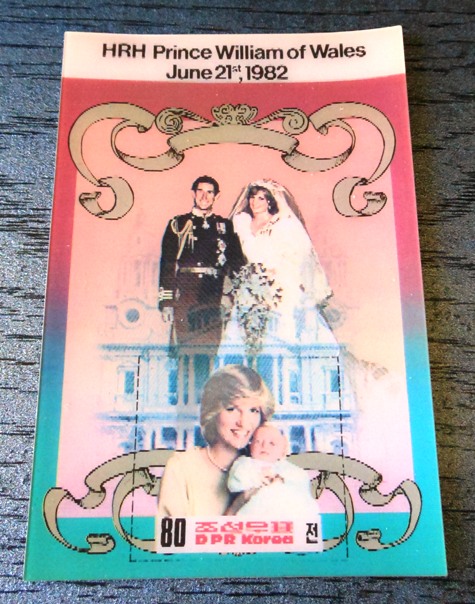 HRH Prince William of Wales
June 21st, 1982
80 조선우표 전
DPR Korea